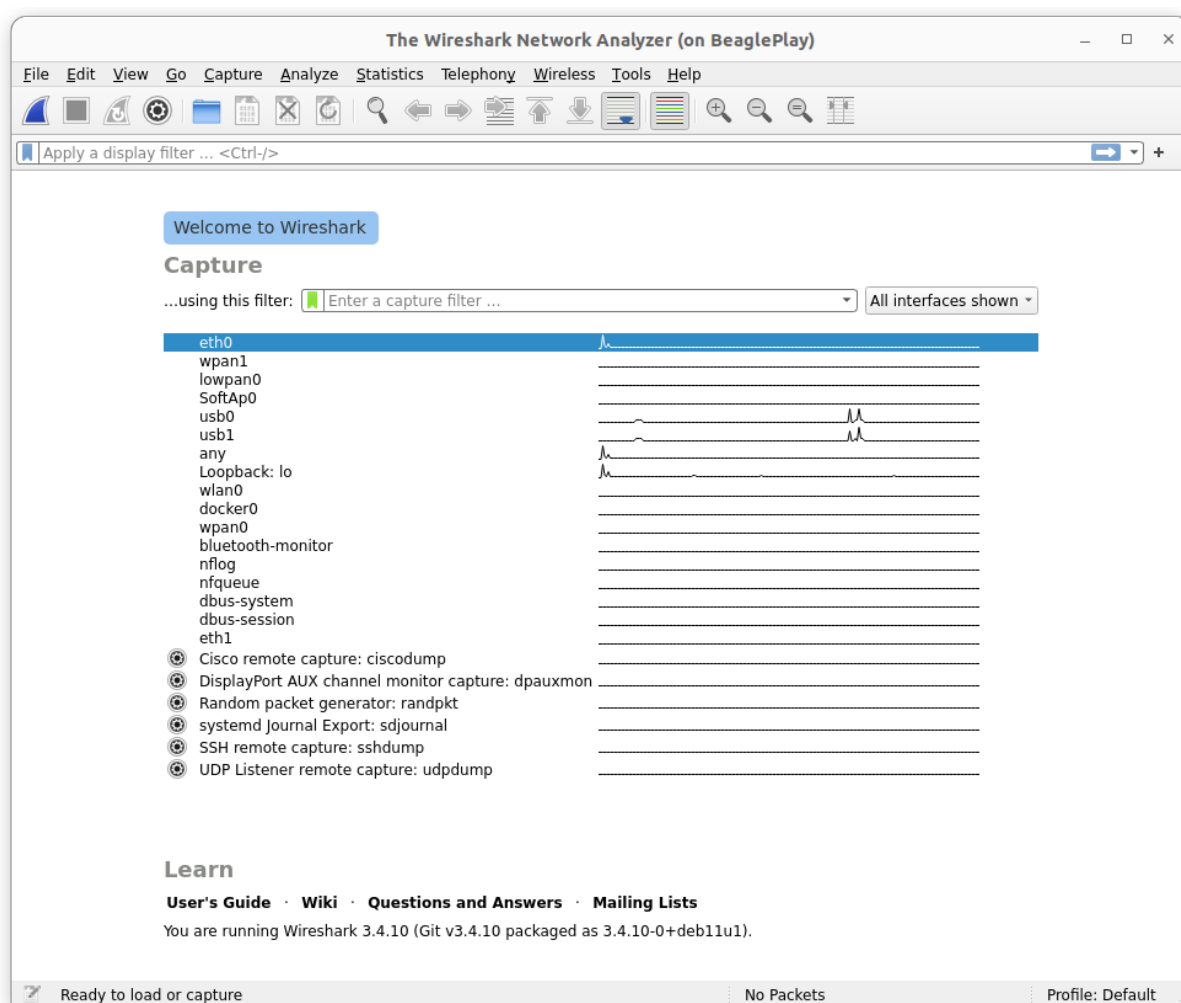 The Wireshark Network Analyzer (on BeaglePlay)
File Edit View Go Capture Analyze Statistics Telephony Wireless Tools Help
Apply a display filter ... <Ctrl-/>
Welcome to Wireshark
Capture
...using this filter: Enter a capture filter ... All interfaces shown
eth0
wpan1
lowpan0
SoftAp0
usb0
usb1
any
Loopback: lo
wlan0
docker0
wpan0
bluetooth-monitor
nflog
nfqueue
dbus-system
dbus-session
eth1
Cisco remote capture: ciscodump
DisplayPort AUX channel monitor capture: dpauxmon
Random packet generator: randpkt
systemd Journal Export: sdjournal
SSH remote capture: sshdump
UDP Listener remote capture: udpdump
Learn
User's Guide · Wiki · Questions and Answers · Mailing Lists
You are running Wireshark 3.4.10 (Git v3.4.10 packaged as 3.4.10-0+deb11u1).
Ready to load or capture No Packets Profile: Default